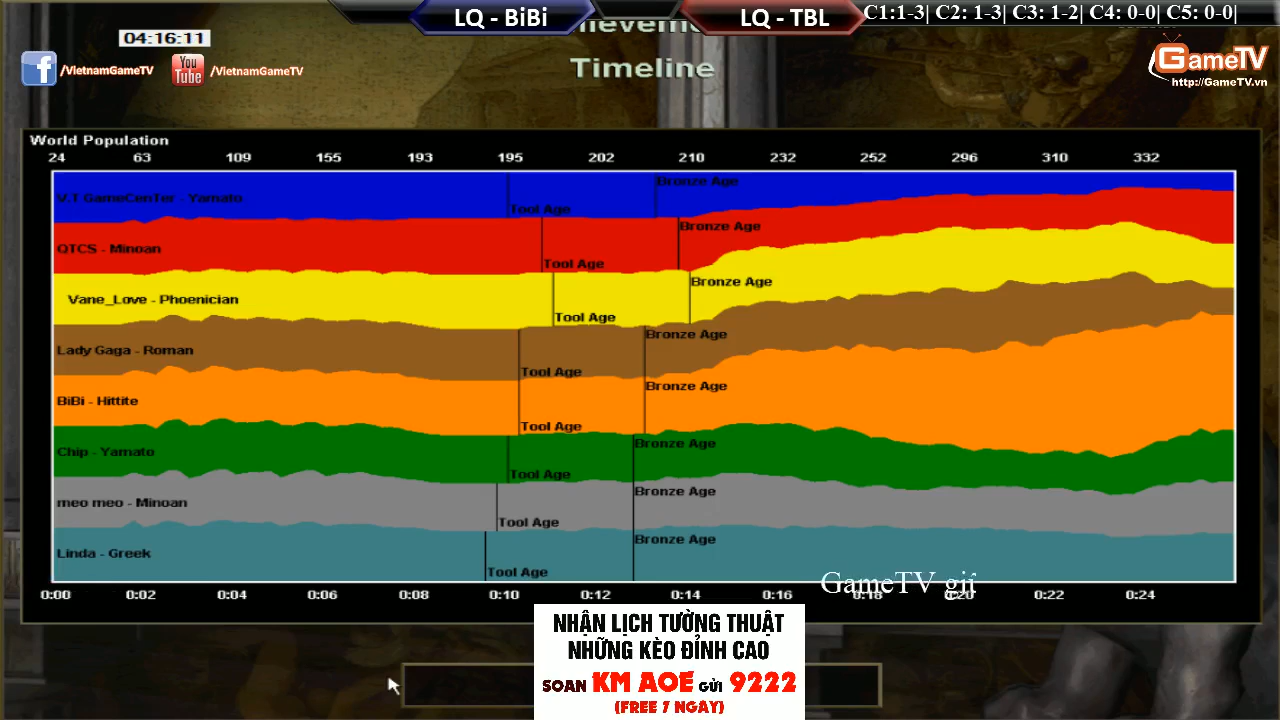 LQ - BiBi
LQ - TBL
C1:1-3| C2: 1-3| C3: 1-2| C4: 0-0| C5: 0-0|
04:16:11
/VietnamGameTV
You Tube
/VietnamGameTV
Timeline
GameTV
http://GameTV.vn
World Population
24 63 109 155 193 195 202 210 232 252 296 310 332
V.T GameCenTer - Yamato
Tool Age
Bronze Age
QTCS - Minoan
Tool Age
Bronze Age
Vane_Love - Phoenician
Tool Age
Bronze Age
Lady Gaga - Roman
Tool Age
Bronze Age
BiBi - Hittite
Tool Age
Bronze Age
Chip - Yamato
Tool Age
Bronze Age
meo meo - Minoan
Tool Age
Bronze Age
Linda - Greek
Tool Age
Bronze Age
GameTV
0:00 0:02 0:04 0:06 0:08 0:10 0:12 0:14 0:16 0:18 0:20 0:22 0:24
NHẬN LỊCH TƯỜNG THUẬT
NHỮNG KÈO ĐỈNH CAO
SOẠN KM AOE GỬI 9222
(FREE 7 NGÀY)